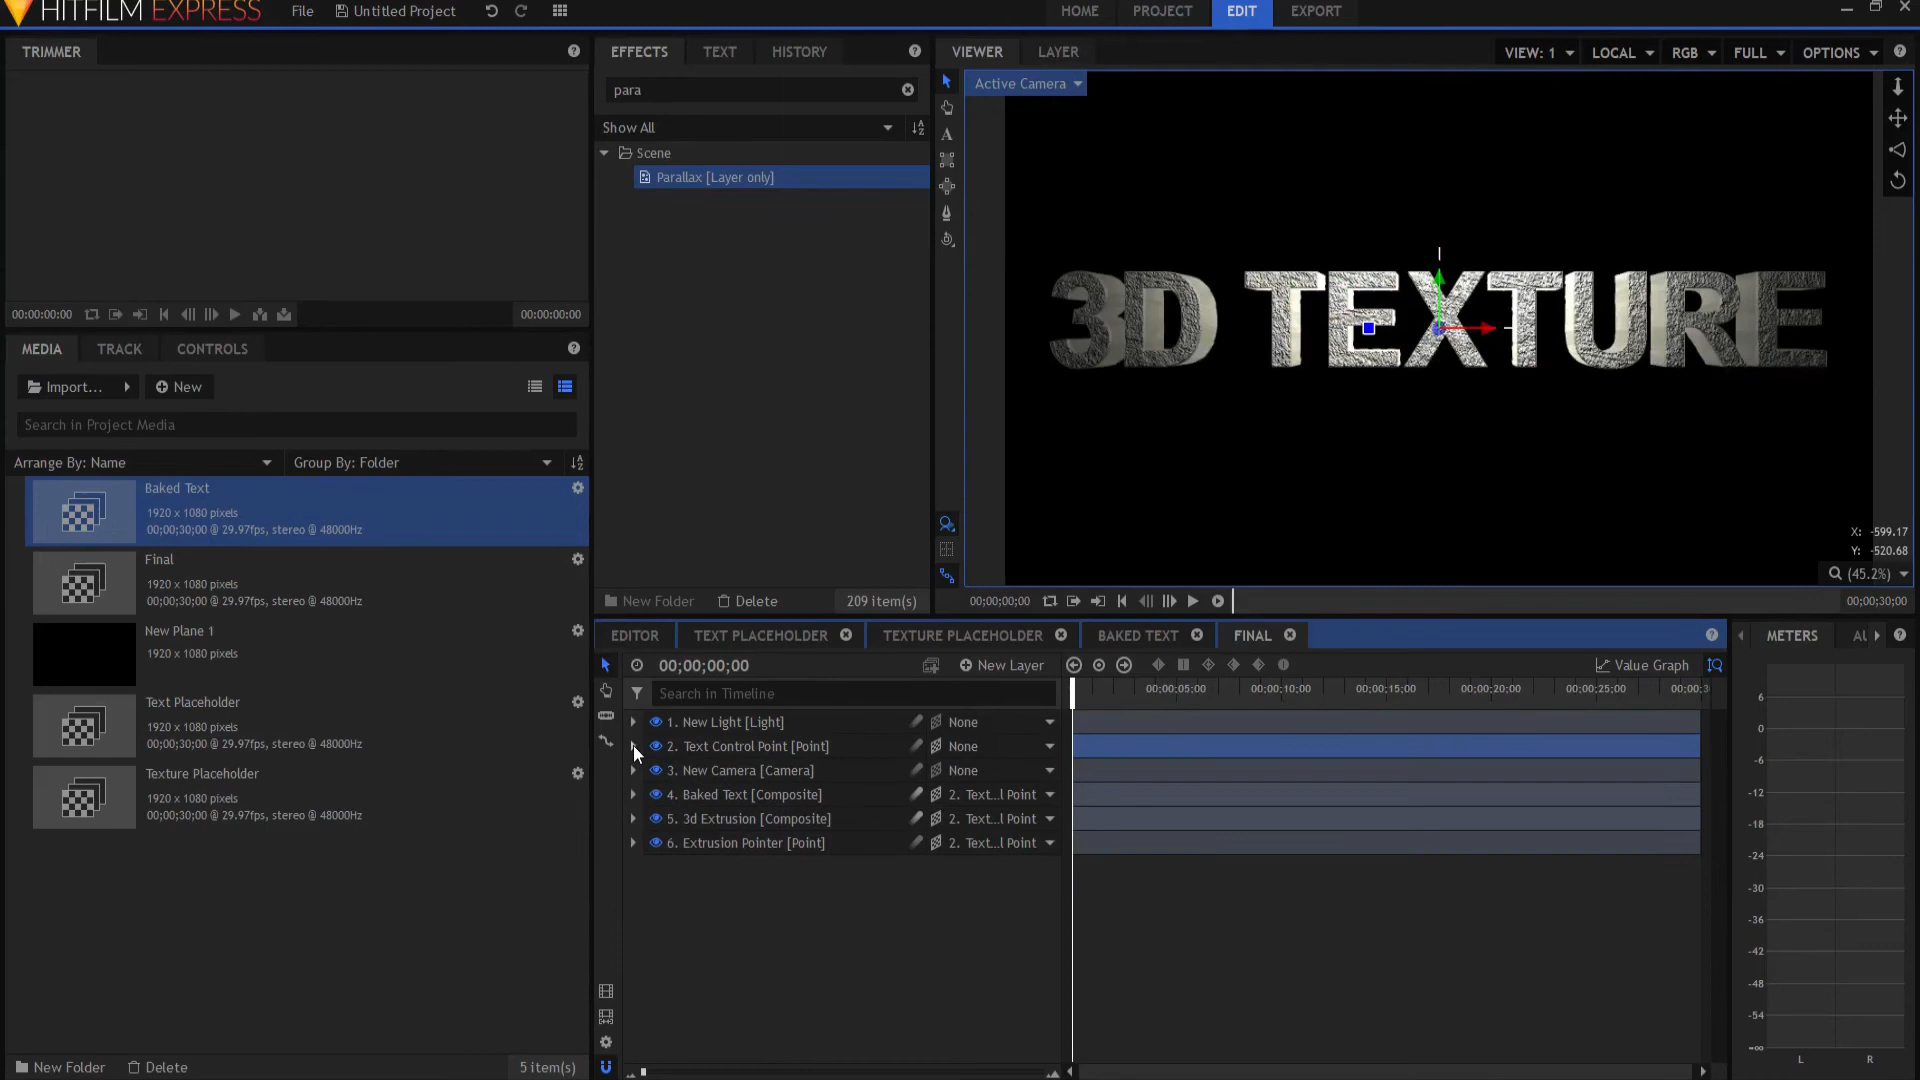 HITFILM EXPRESS File Untitled Project HOME PROJECT EDIT EXPORT
TRIMMER
00:00:00:00 00:00:00:00
MEDIA TRACK CONTROLS
Import... New
Search in Project Media
Arrange By: Name Group By: Folder
Baked Text
1920 x 1080 pixels
00;00;30;00 @ 29.97fps, stereo @ 48000Hz
Final
1920 x 1080 pixels
00;00;30;00 @ 29.97fps, stereo @ 48000Hz
New Plane 1
1920 x 1080 pixels
Text Placeholder
1920 x 1080 pixels
00;00;30;00 @ 29.97fps, stereo @ 48000Hz
Texture Placeholder
1920 x 1080 pixels
00;00;30;00 @ 29.97fps, stereo @ 48000Hz
New Folder Delete 5 item(s)
EFFECTS TEXT HISTORY
para
Show All
Scene
Parallax [Layer only]
New Folder Delete 209 item(s)
VIEWER LAYER VIEW: 1 LOCAL RGB FULL OPTIONS
Active Camera
3D TEXTURE
X: -599.17
Y: -520.68
(45.2%)
00;00;00;00 00;00;30;00
EDITOR TEXT PLACEHOLDER TEXTURE PLACEHOLDER BAKED TEXT FINAL
00;00;00;00 New Layer Value Graph
Search in Timeline
00;00;05;00 00;00;10;00 00;00;15;00 00;00;20;00 00;00;25;00 00;00;3
1. New Light [Light] None
2. Text Control Point [Point] None
3. New Camera [Camera] None
4. Baked Text [Composite] 2. Text...l Point
5. 3d Extrusion [Composite] 2. Text...l Point
6. Extrusion Pointer [Point] 2. Text...l Point
METERS
6
0
-6
-12
-18
-24
-30
-36
-42
-48
-54
-∞
L R